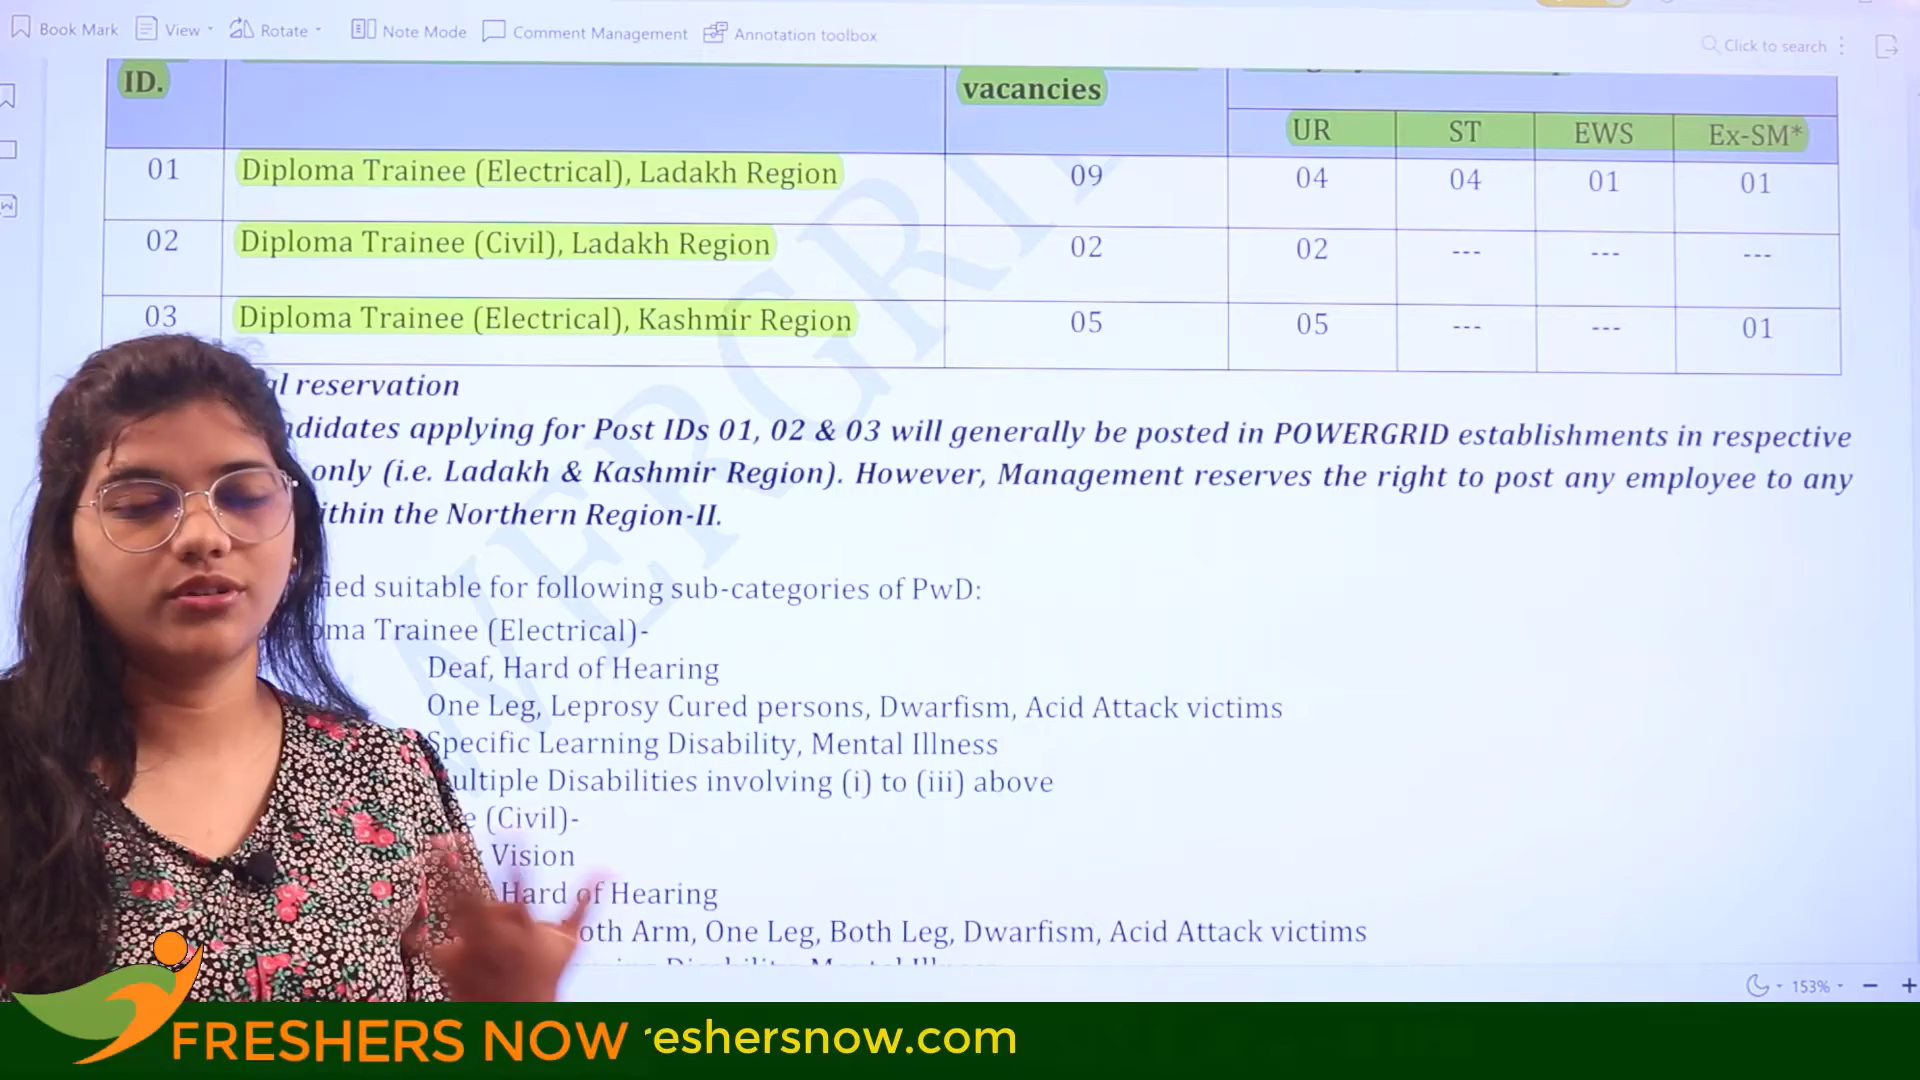 Book Mark View Rotate Note Mode Comment Management Annotation toolbox Click to search
ID. vacancies
UR ST EWS Ex-SM*
01 Diploma Trainee (Electrical), Ladakh Region 09 04 04 01 01
02 Diploma Trainee (Civil), Ladakh Region 02 02 --- --- ---
03 Diploma Trainee (Electrical), Kashmir Region 05 05 --- --- 01
reservation
applying for Post IDs 01, 02 & 03 will generally be posted in POWERGRID establishments in respective
only (i.e. Ladakh & Kashmir Region). However, Management reserves the right to post any employee to any
the Northern Region-II.
suitable for following sub-categories of PwD:
Trainee (Electrical)-
Deaf, Hard of Hearing
One Leg, Leprosy Cured persons, Dwarfism, Acid Attack victims
Specific Learning Disability, Mental Illness
Multiple Disabilities involving (i) to (iii) above
(Civil)-
Vision
Hard of Hearing
Arm, One Leg, Both Leg, Dwarfism, Acid Attack victims
153%
FRESHERS NOW reshersnow.com